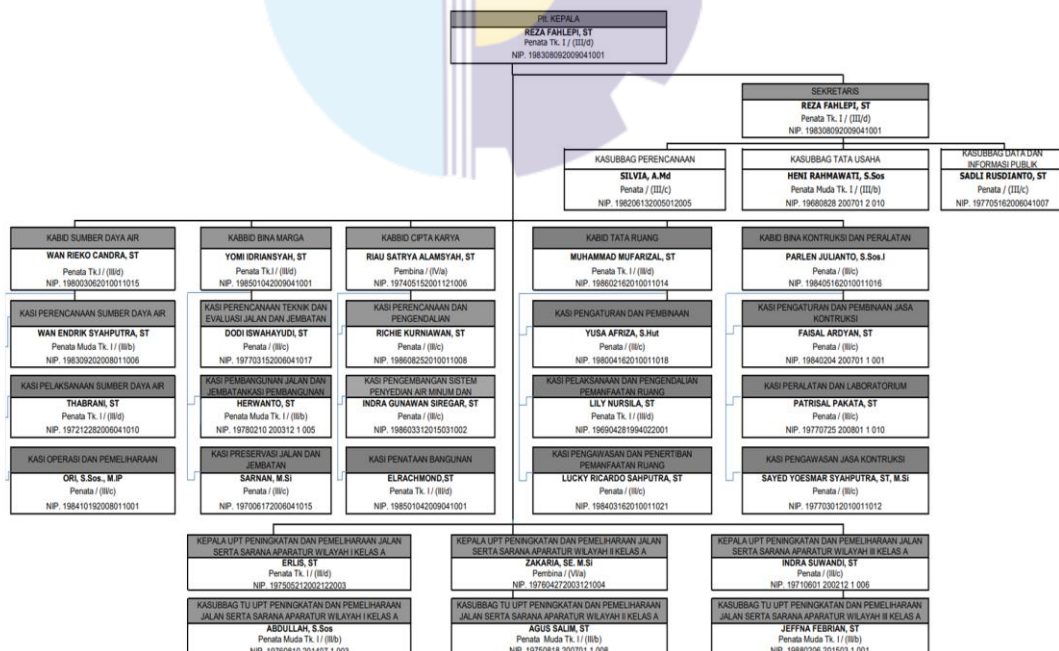 Plt. KEPALA
REZA FAHLEPI, ST
Penata Tk. I / (III/d)
NIP. 198308092009041001
SEKRETARIS
REZA FAHLEPI, ST
Penata Tk. I / (III/d)
NIP. 198308092009041001
KASUBBAG PERENCANAAN
SILVIA, A.Md
Penata / (III/c)
NIP. 198206132005012005
KASUBBAG TATA USAHA
HENI RAHMAWATI, S.Sos
Penata Muda Tk. I / (III/b)
NIP. 19680828 200701 2 010
KASUBBAG DATA DAN
INFORMASI PUBLIK
SADLI RUSDIANTO, ST
Penata / (III/c)
NIP. 197705162006041007
KABID SUMBER DAYA AIR
WAN RIEKO CANDRA, ST
Penata Tk.I / (III/d)
NIP. 198003062010011015
KABBID BINA MARGA
YOMI IDRIANSYAH, ST
Penata Tk.I / (III/d)
NIP. 198501042009041001
KABBID CIPTA KARYA
RIAU SATRYA ALAMSYAH, ST
Pembina / (IV/a)
NIP. 197405152001121006
KABID TATA RUANG
MUHAMMAD MUFARIZAL, ST
Penata Tk. I / (III/d)
NIP. 198602162010011014
KABID BINA KONTRUKSI DAN PERALATAN
PARLEN JULIANTO, S.Sos.I
Penata / (III/c)
NIP. 198405162010011016
KASI PERENCANAAN SUMBER DAYA AIR
WAN ENDRIK SYAHPUTRA, ST
Penata Muda Tk. I / (III/b)
NIP. 198309202008011006
KASI PERENCANAAN TEKNIK DAN
EVALUASI JALAN DAN JEMBATAN
DODI ISWAHAYUDI, ST
Penata / (III/c)
NIP. 197703152006041017
KASI PERENCANAAN DAN
PENGENDALIAN
RICHIE KURNIAWAN, ST
Penata / (III/c)
NIP. 198608252010011008
KASI PENGATURAN DAN PEMBINAAN
YUSA AFRIZA, S.Hut
Penata / (III/c)
NIP. 198004162010011018
KASI PENGATURAN DAN PEMBINAAN JASA
KONTRUKSI
FAISAL ARDYAN, ST
Penata / (III/c)
NIP. 19840204 200701 1 001
KASI PELAKSANAAN SUMBER DAYA AIR
THABRANI, ST
Penata Tk. I / (III/d)
NIP. 197212282006041010
KASI PEMBANGUNAN JALAN DAN
JEMBATANKASI PEMBANGUNAN
HERWANTO, ST
Penata Muda Tk. I / (III/b)
NIP. 19780210 200312 1 005
KASI PENGEMBANGAN SISTEM
PENYEDIAN AIR MINUM DAN
INDRA GUNAWAN SIREGAR, ST
Penata / (III/c)
NIP. 198603312015031002
KASI PELAKSANAAN DAN PENGENDALIAN
PEMANFAATAN RUANG
LILY NURSILA, ST
Penata Tk. I / (III/d)
NIP. 196904281994022001
KASI PERALATAN DAN LABORATORIUM
PATRISAL PAKATA, ST
Penata / (III/c)
NIP. 19770725 200801 1 010
KASI OPERASI DAN PEMELIHARAAN
ORI, S.Sos., M.IP
Penata / (III/c)
NIP. 198410192008011001
KASI PRESERVASI JALAN DAN
JEMBATAN
SARNAN, M.Si
Penata / (III/c)
NIP. 197006172006041015
KASI PENATAAN BANGUNAN
ELRACHMOND,ST
Penata Tk. I / (III/d)
NIP. 198501042009041001
KASI PENGAWASAN DAN PENERTIBAN
PEMANFAATAN RUANG
LUCKY RICARDO SAHPUTRA, ST
Penata / (III/c)
NIP. 198403162010011021
KASI PENGAWASAN JASA KONTRUKSI
SAYED YOESMAR SYAHPUTRA, ST, M.Si
Penata / (III/c)
NIP. 197703012010011012
KEPALA UPT PENINGKATAN DAN PEMELIHARAAN JALAN
SERTA SARANA APARATUR WILAYAH I KELAS A
ERLIS, ST
Penata Tk. I / (III/d)
NIP. 197505212002122003
KEPALA UPT PENINGKATAN DAN PEMELIHARAAN JALAN
SERTA SARANA APARATUR WILAYAH II KELAS A
ZAKARIA, SE. M.Si
Pembina / (VI/a)
NIP. 197604272003121004
KEPALA UPT PENINGKATAN DAN PEMELIHARAAN JALAN
SERTA SARANA APARATUR WILAYAH III KELAS A
INDRA SUWANDI, ST
Penata / (III/c)
NIP. 19710601 200212 1 006
KASUBBAG TU UPT PENINGKATAN DAN PEMELIHARAAN
JALAN SERTA SARANA APARATUR WILAYAH I KELAS A
ABDULLAH, S.Sos
Penata Muda Tk. I / (III/b)
NIP. 19760810 201407 1 003
KASUBBAG TU UPT PENINGKATAN DAN PEMELIHARAAN
JALAN SERTA SARANA APARATUR WILAYAH II KELAS A
AGUS SALIM, ST
Penata Muda Tk. I / (III/b)
NIP. 19750818 200701 1 008
KASUBBAG TU UPT PENINGKATAN DAN PEMELIHARAAN
JALAN SERTA SARANA APARATUR WILAYAH III KELAS A
JEFFNA FEBRIAN, ST
Penata Muda Tk. I / (III/b)
NIP. 19880206 201503 1 001